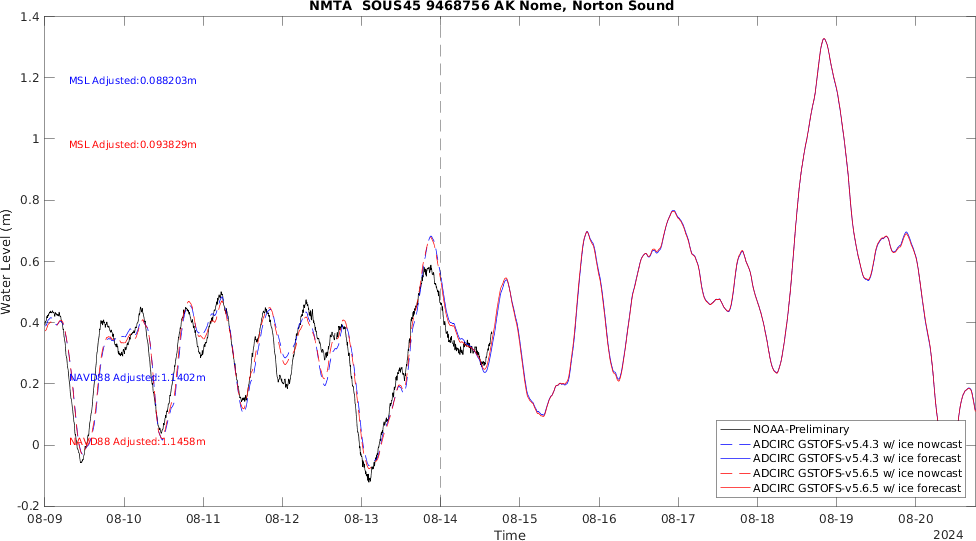 NMTA SOUS45 9468756 AK Nome, Norton Sound
1.4
1.2
1
0.8
0.6
0.4
0.2
0
-0.2
Water Level (m)
MSL Adjusted:0.088203m
MSL Adjusted:0.093829m
NAVD88 Adjusted:1.1402m
NAVD88 Adjusted:1.1458m
NOAA-Preliminary
ADCIRC GSTOFS-v5.4.3 w/ ice nowcast
ADCIRC GSTOFS-v5.4.3 w/ ice forecast
ADCIRC GSTOFS-v5.6.5 w/ ice nowcast
ADCIRC GSTOFS-v5.6.5 w/ ice forecast
08-09 08-10 08-11 08-12 08-13 08-14 08-15 08-16 08-17 08-18 08-19 08-20
Time
2024